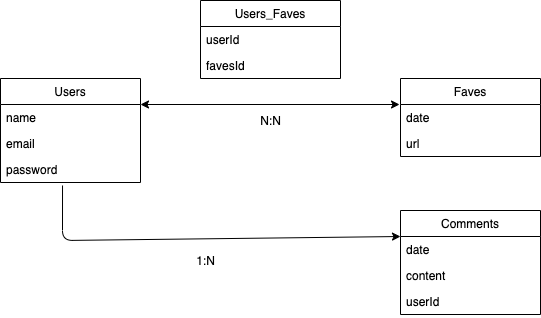 Users_Faves
userId
favesId
Users
name
email
password
N:N
Faves
date
url
1:N
Comments
date
content
userId